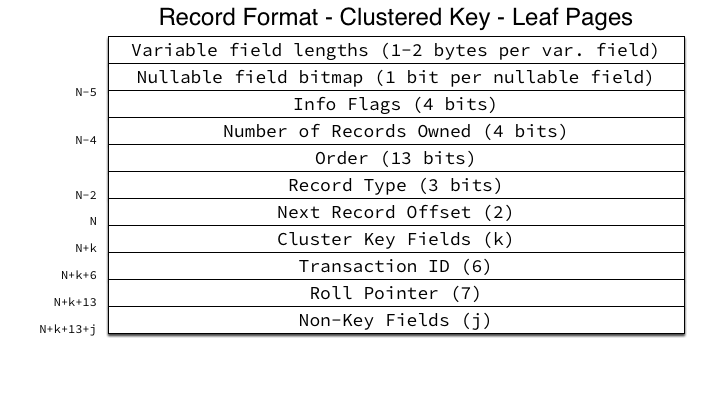 Record Format - Clustered Key - Leaf Pages
Variable field lengths (1-2 bytes per var. field)
Nullable field bitmap (1 bit per nullable field)
N-5
Info Flags (4 bits)
Number of Records Owned (4 bits)
N-4
Order (13 bits)
Record Type (3 bits)
N-2
Next Record Offset (2)
N
Cluster Key Fields (k)
N+k
Transaction ID (6)
N+k+6
Roll Pointer (7)
N+k+13
Non-Key Fields (j)
N+k+13+j